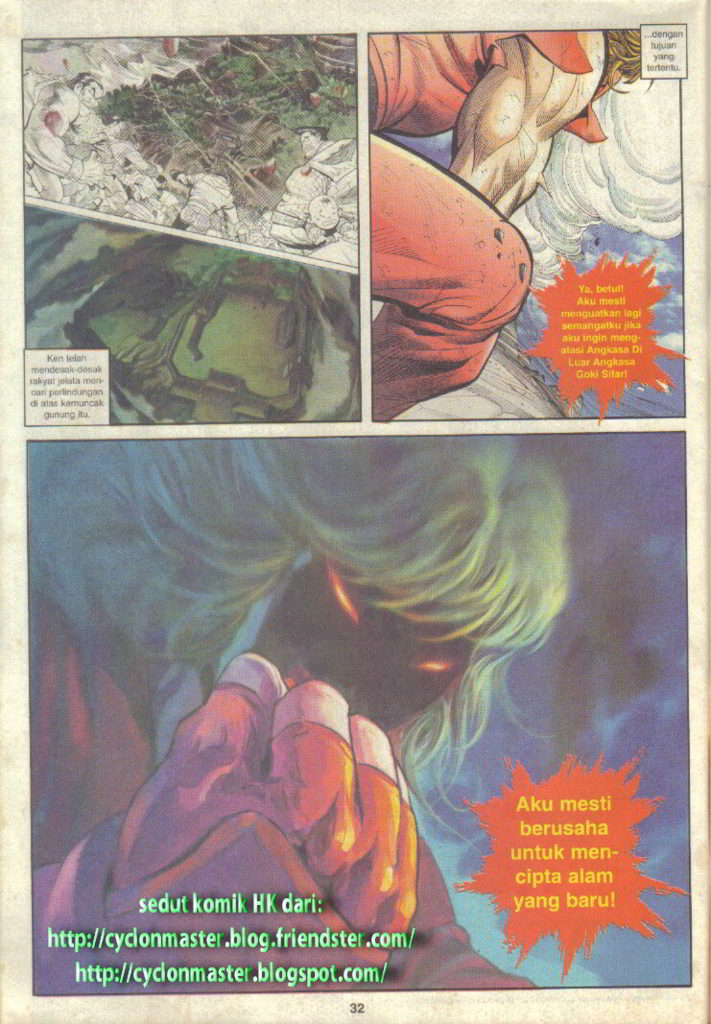 Ken telah
mendesak-desak
rakyat jelata men-
cari perlindungan
di atas kemuncak
gunung itu.
...dengan
tujuan
yang
tertentu.
Ya, betul!
Aku mesti
menguatkan lagi
semangatku jika
aku ingin meng-
atasi Angkasa Di
Luar Angkasa
Goki Sifar!
Aku mesti
berusaha
untuk men-
cipta alam
yang baru!
sedut komik HK dari:
http://cyclonmaster.blog.friendster.com/
http://cyclonmaster.blogspot.com/
32